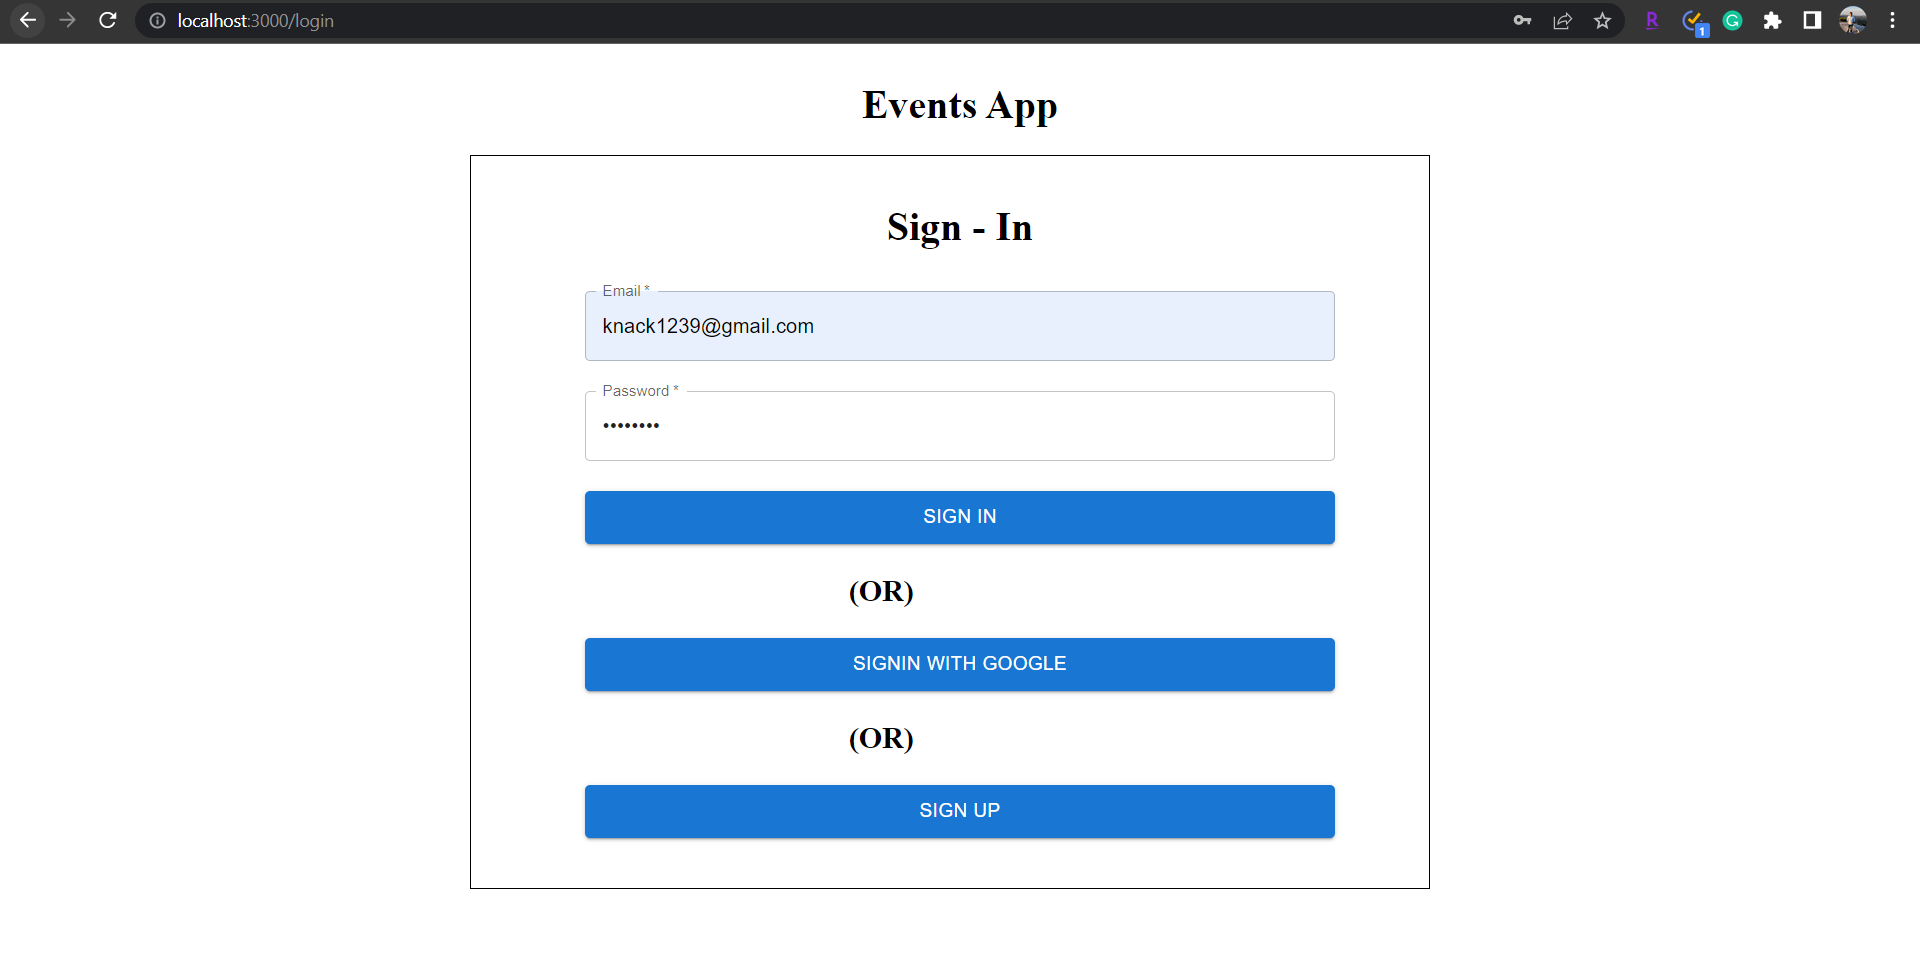 localhost:3000/login
R
1
G
Events App
Sign - In
Email *
knack1239@gmail.com
Password *
••••••••
SIGN IN
(OR)
SIGNIN WITH GOOGLE
(OR)
SIGN UP